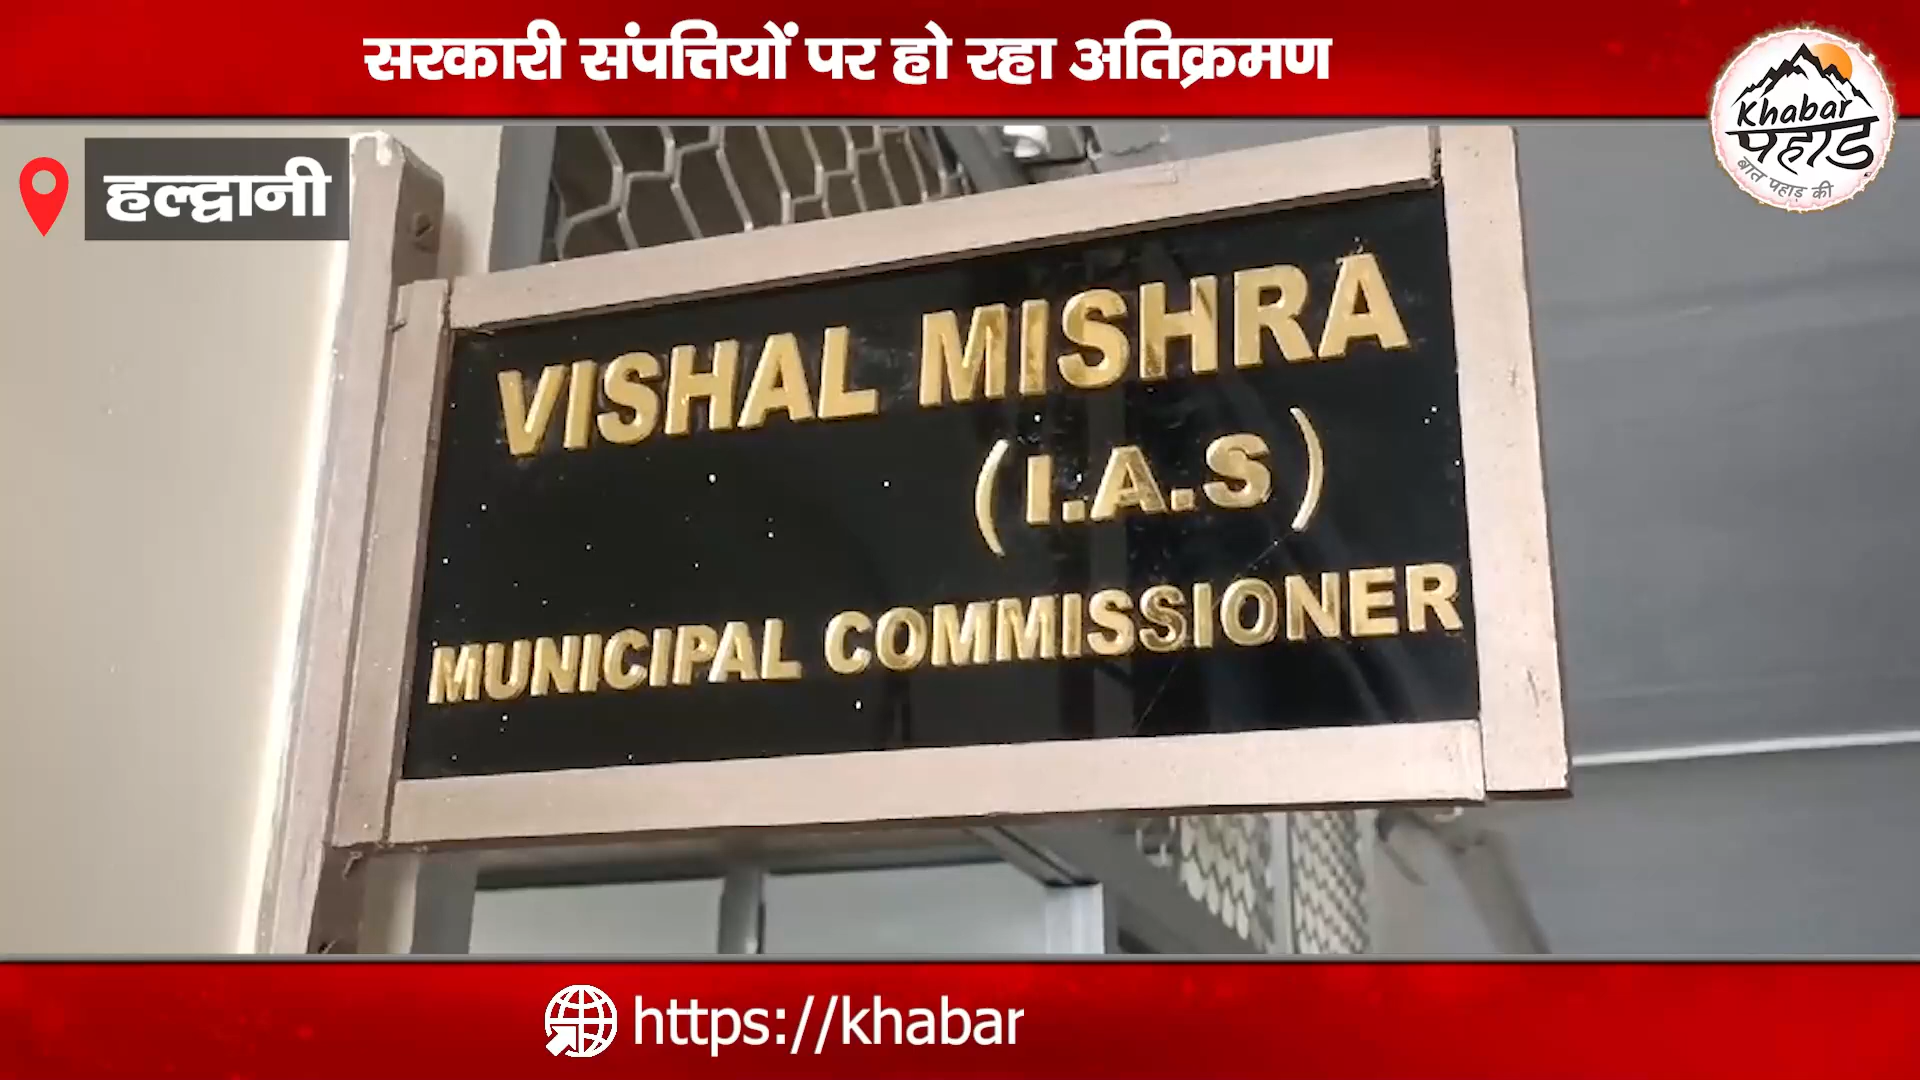 सरकारी संपत्तियों पर हो रहा अतिक्रमण
Khabar
पहाड़
बात पहाड़ की
हल्द्वानी
VISHAL MISHRA
(I.A.S)
MUNICIPAL COMMISSIONER
https://khabar